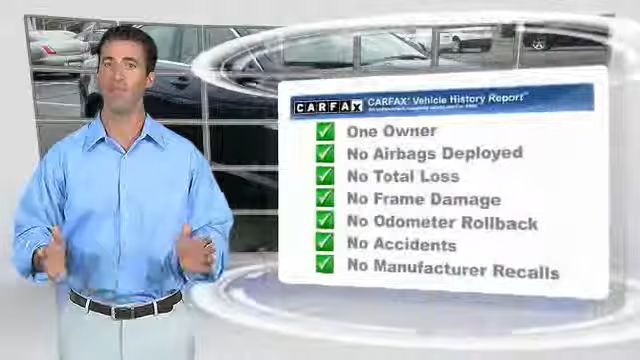 CARFAX CARFAX Vehicle History Report™
One Owner
No Airbags Deployed
No Total Loss
No Frame Damage
No Odometer Rollback
No Accidents
No Manufacturer Recalls